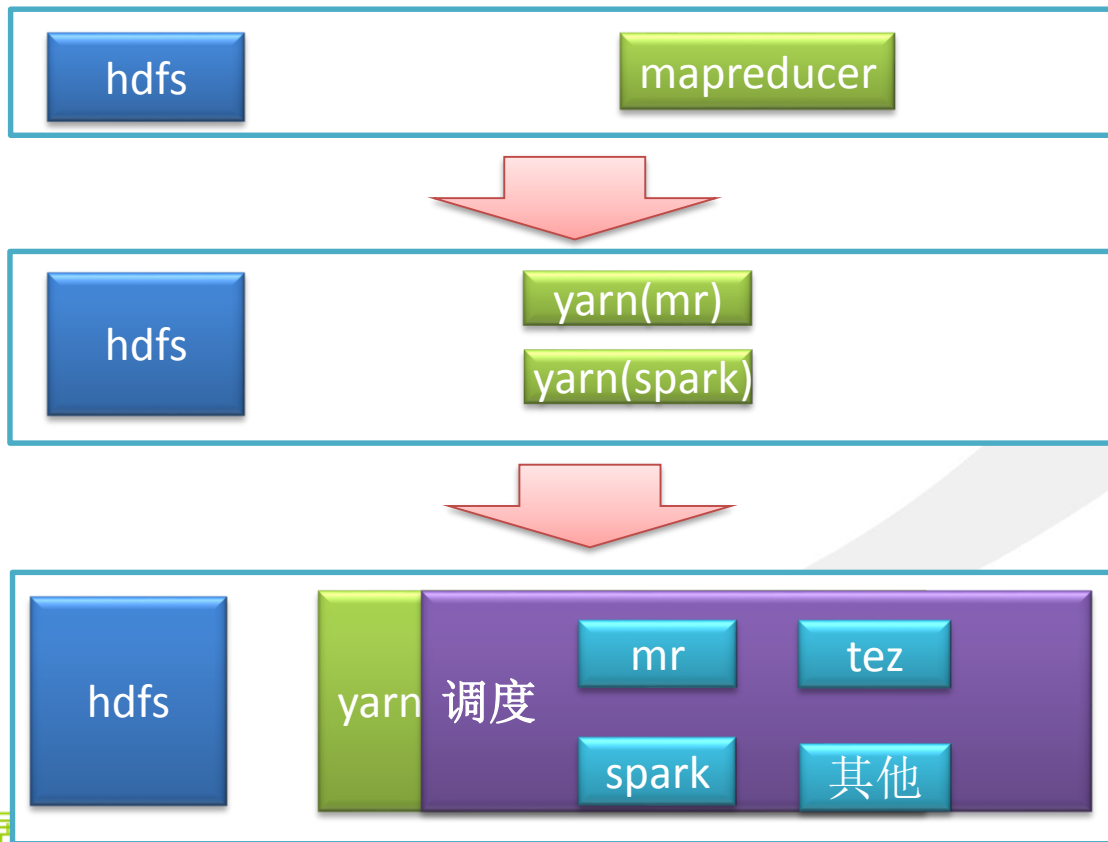 hdfs
mapreducer
hdfs
yarn(mr)
yarn(spark)
hdfs
yarn
调度
mr
tez
spark
其他